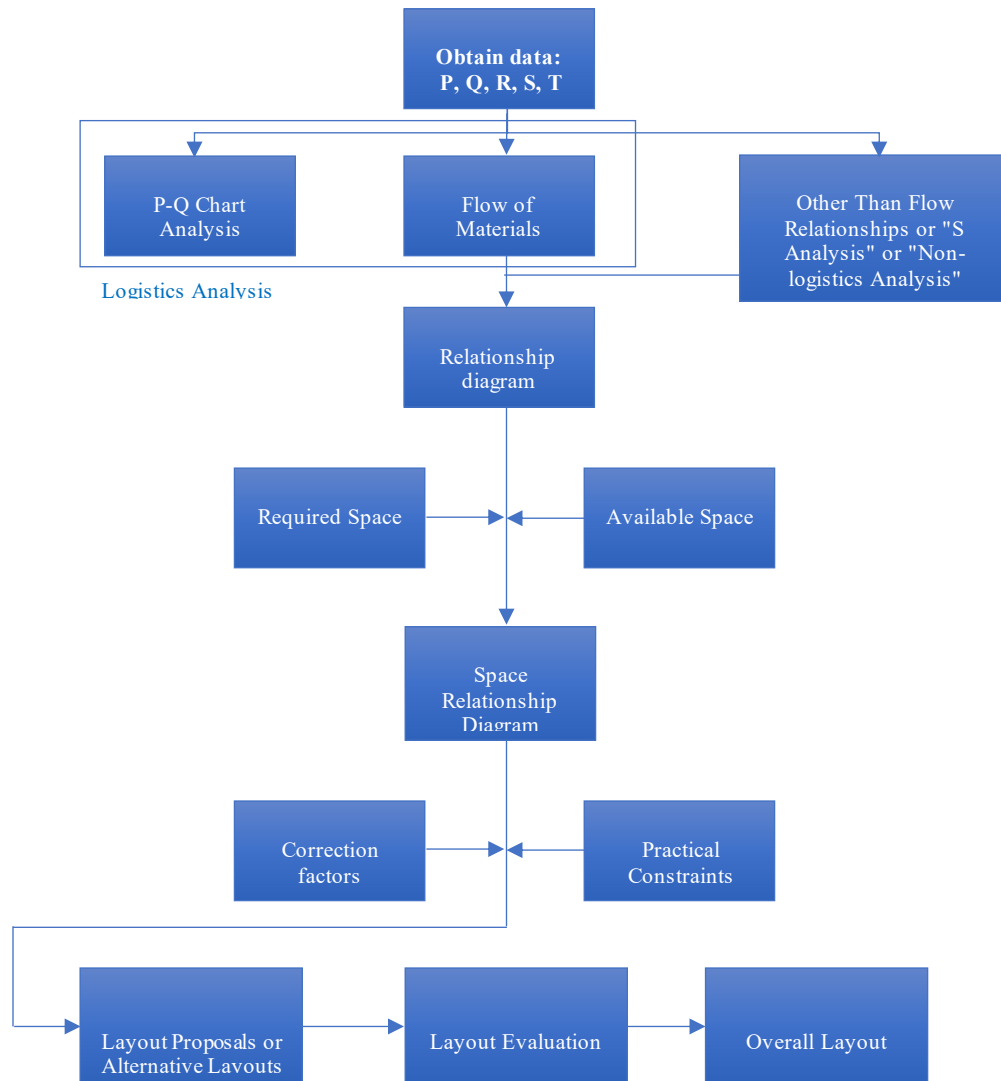 Obtain data:
P, Q, R, S, T
P-Q Chart
Analysis
Flow of
Materials
Other Than Flow
Relationships or "S
Analysis" or "Non-
logistics Analysis"
Logistics Analysis
Relationship
diagram
Required Space
Available Space
Space
Relationship
Diagram
Correction
factors
Practical
Constraints
Layout Proposals or
Alternative Layouts
Layout Evaluation
Overall Layout